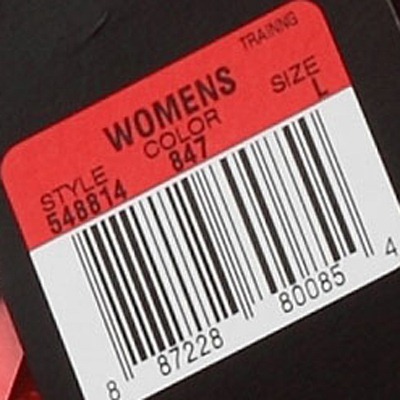 TRAINING
WOMENS
STYLE COLOR SIZE
548814 847 L
8 87228 80085 4